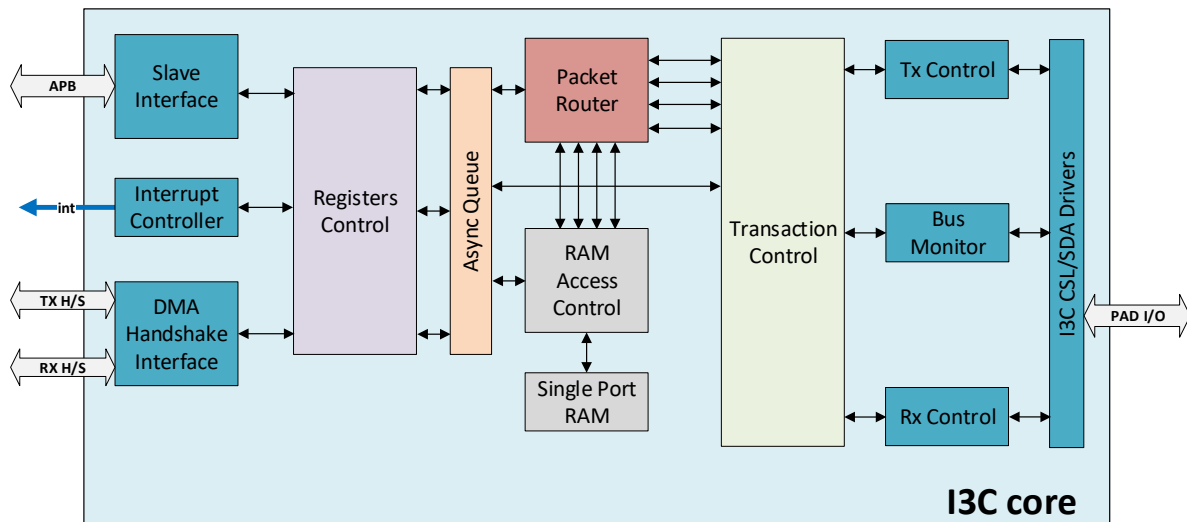 APB
Slave
Interface
int
Interrupt
Controller
TX H/S
RX H/S
DMA
Handshake
Interface
Registers
Control
Async Queue
Packet
Router
RAM
Access
Control
Single Port
RAM
Transaction
Control
Tx Control
Bus
Monitor
Rx Control
I3C CSL/SDA Drivers
PAD I/O
I3C core